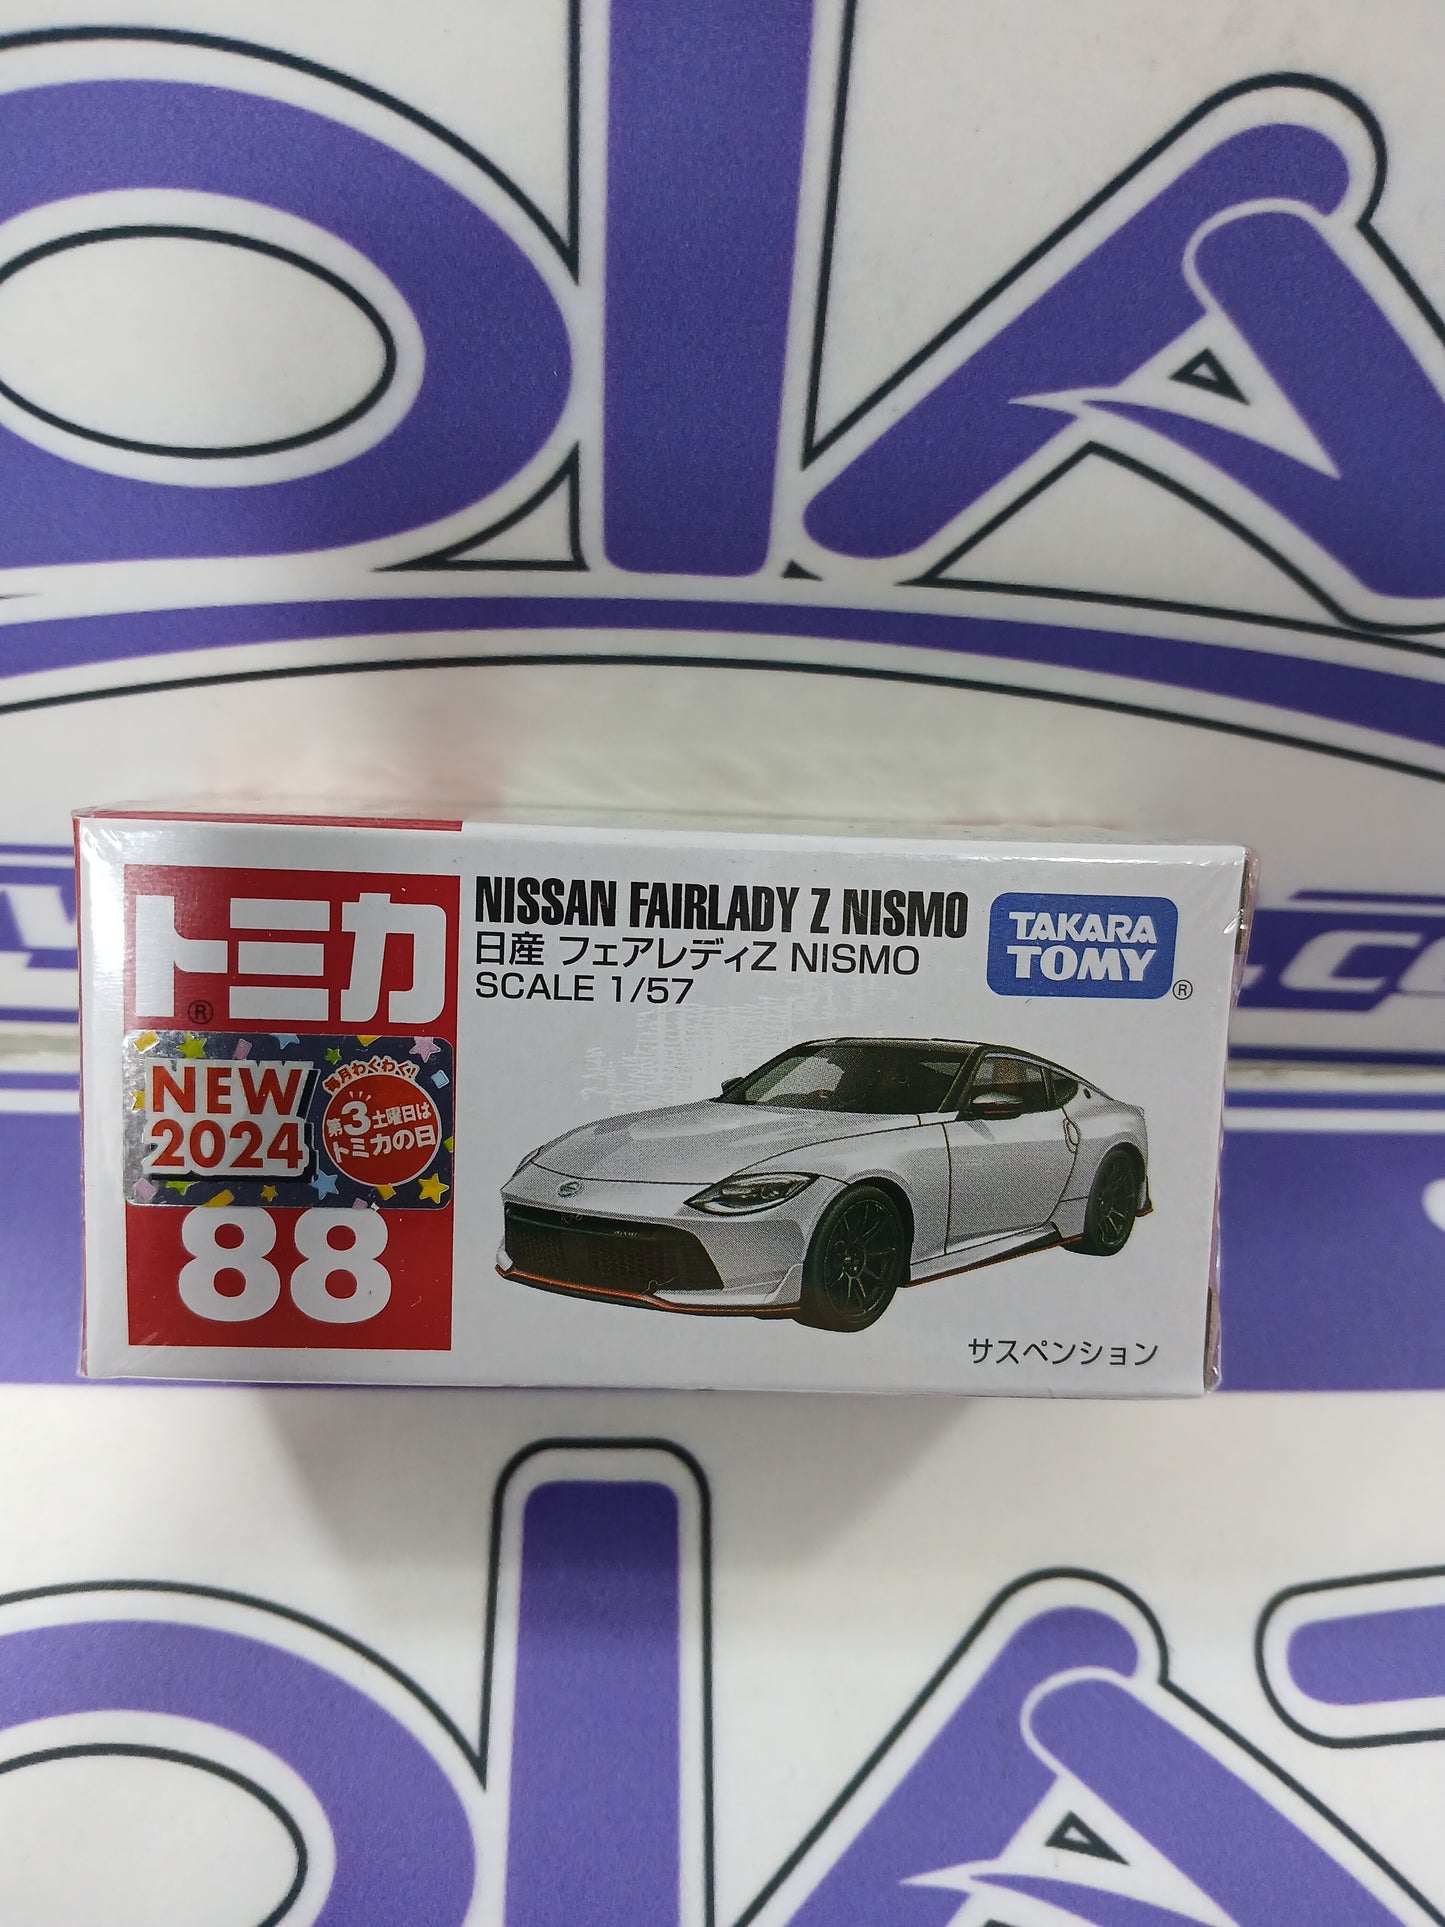 トミカ
®
NISSAN FAIRLADY Z NISMO
日産 フェアレディZ NISMO
SCALE 1/57
TAKARA
TOMY
®
NEW
2024
毎月わくわく!
第3土曜日は
トミカの日
88
サスペンション